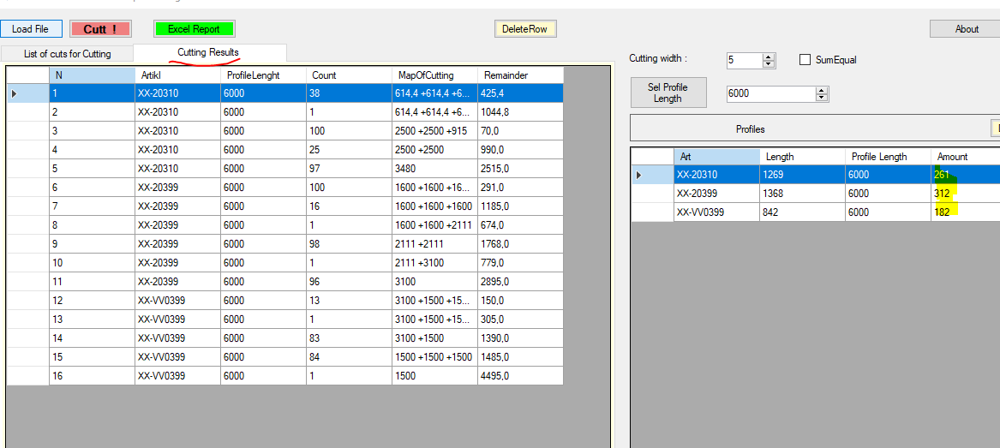 Load File Cutt ! Excel Report DeleteRow About
List of cuts for Cutting Cutting Results
Cutting width : 5 SumEqual
Sel Profile Length 6000
Profiles
N Artikl ProfileLenght Count MapOfCutting Remainder
1 XX-20310 6000 38 614,4 +614,4 +6... 425,4
2 XX-20310 6000 1 614,4 +614,4 +6... 1044,8
3 XX-20310 6000 100 2500 +2500 +915 70,0
4 XX-20310 6000 25 2500 +2500 990,0
5 XX-20310 6000 97 3480 2515,0
6 XX-20399 6000 100 1600 +1600 +16... 291,0
7 XX-20399 6000 16 1600 +1600 +1600 1185,0
8 XX-20399 6000 1 1600 +1600 +2111 674,0
9 XX-20399 6000 98 2111 +2111 1768,0
10 XX-20399 6000 1 2111 +3100 779,0
11 XX-20399 6000 96 3100 2895,0
12 XX-VV0399 6000 13 3100 +1500 +15... 150,0
13 XX-VV0399 6000 1 3100 +1500 +15... 305,0
14 XX-VV0399 6000 83 3100 +1500 1390,0
15 XX-VV0399 6000 84 1500 +1500 +1500 1485,0
16 XX-VV0399 6000 1 1500 4495,0
Art Length Profile Length Amount
XX-20310 1269 6000 261
XX-20399 1368 6000 312
XX-VV0399 842 6000 182